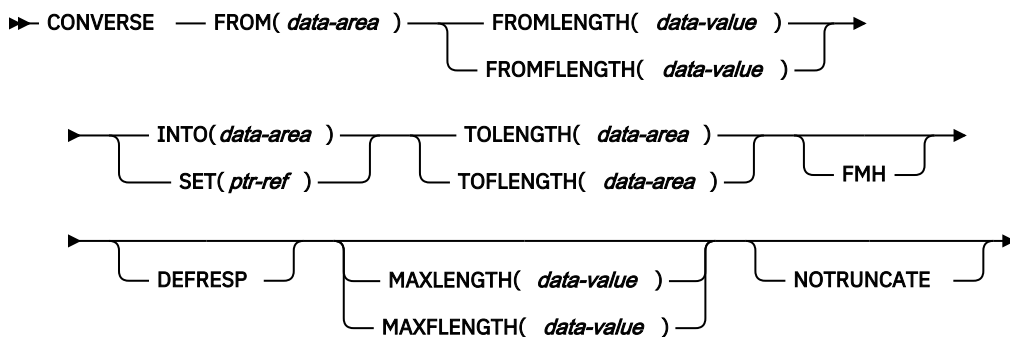 CONVERSE FROM( data-area ) FROMLENGTH( data-value )
FROMFLENGTH( data-value )
INTO( data-area ) TOLENGTH( data-area )
SET( ptr-ref ) TOFLENGTH( data-area ) FMH
DEFRESP MAXLENGTH( data-value ) NOTRUNCATE
MAXFLENGTH( data-value )